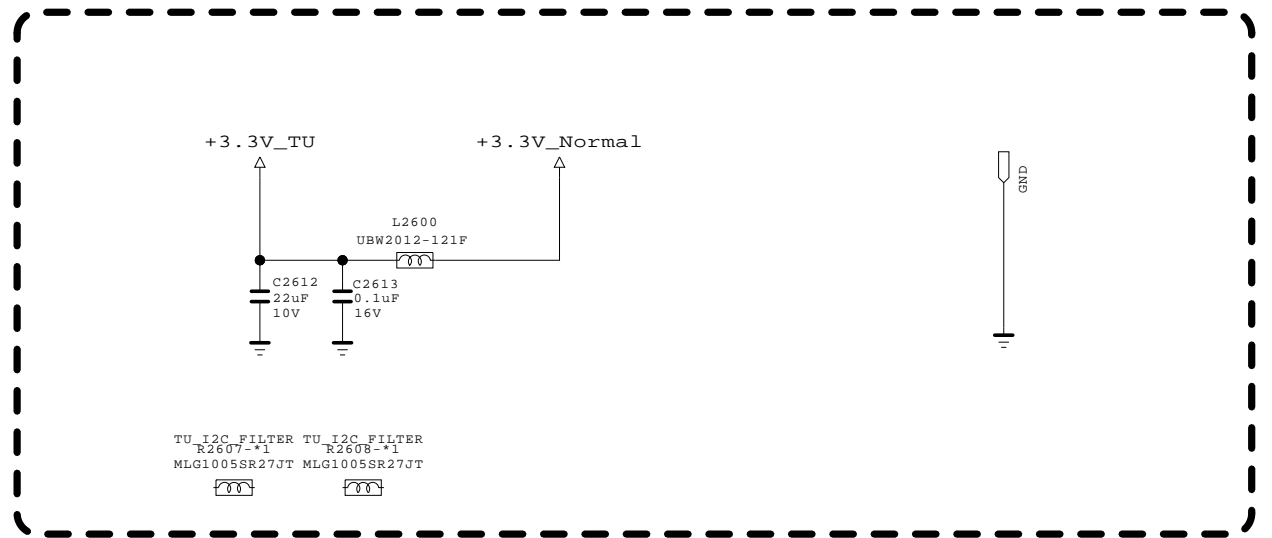 +3.3V_TU
+3.3V_Normal
GND
L2600
UBW2012-121F
C2612
22uF
10V
C2613
0.1uF
16V
TU_I2C_FILTER
R2607-*1
MLG1005SR27JT
TU_I2C_FILTER
R2608-*1
MLG1005SR27JT